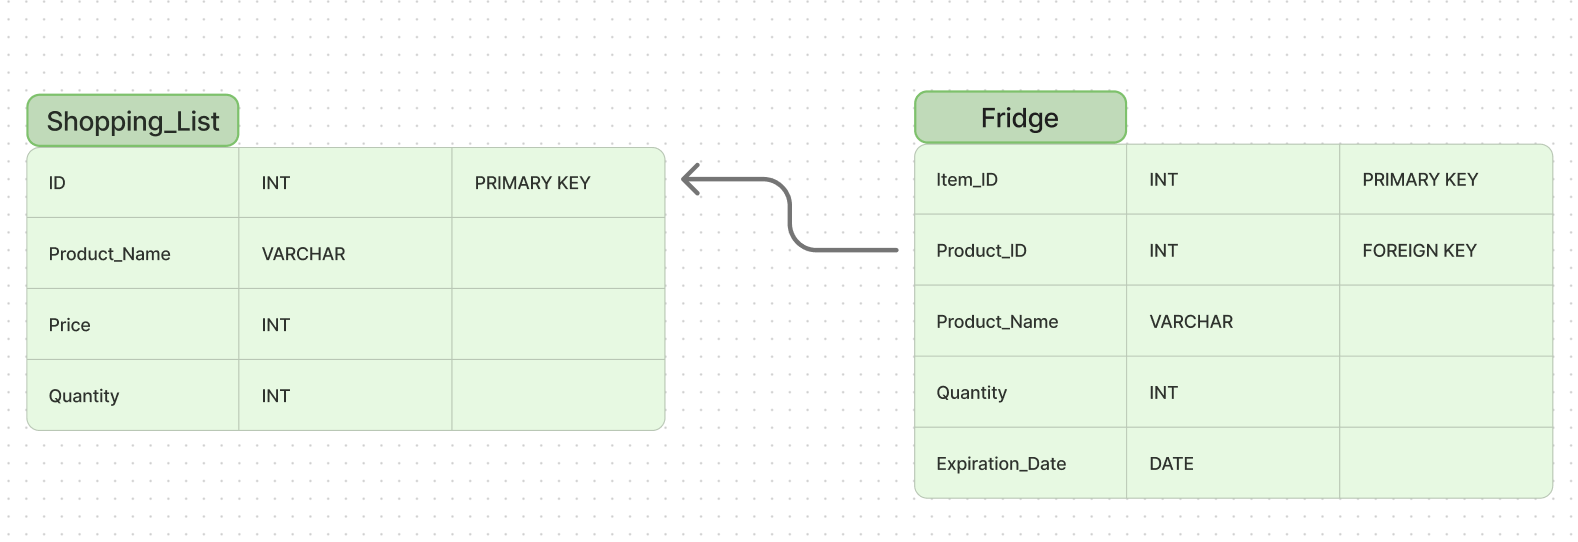 Shopping_List
ID INT PRIMARY KEY
Product_Name VARCHAR
Price INT
Quantity INT
Fridge
Item_ID INT PRIMARY KEY
Product_ID INT FOREIGN KEY
Product_Name VARCHAR
Quantity INT
Expiration_Date DATE